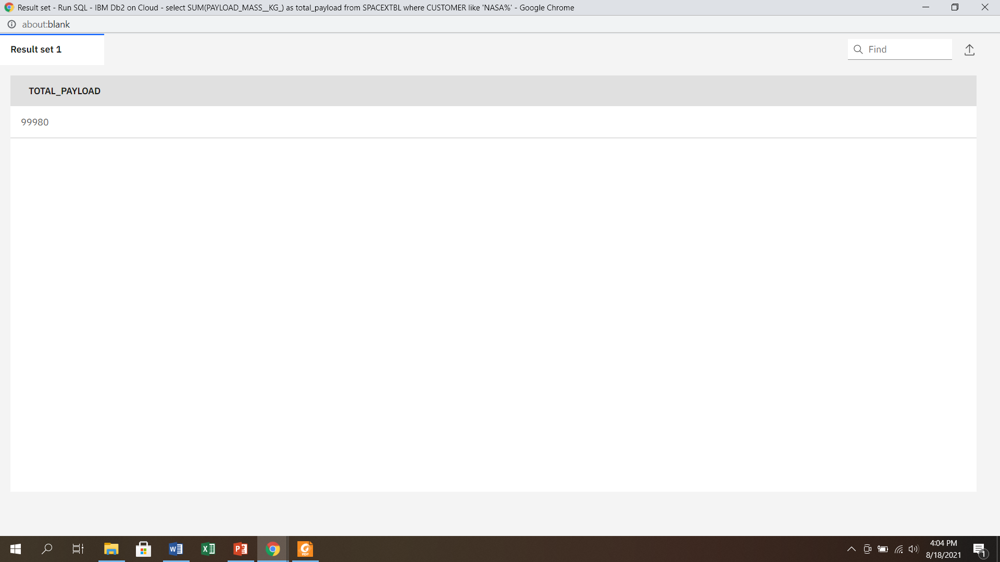 Result set - Run SQL - IBM Db2 on Cloud - select SUM(PAYLOAD_MASS__KG_) as total_payload from SPACEXTBL where CUSTOMER like 'NASA%' - Google Chrome
about:blank
Result set 1
Find
TOTAL_PAYLOAD
99980
4:04 PM
8/18/2021
1